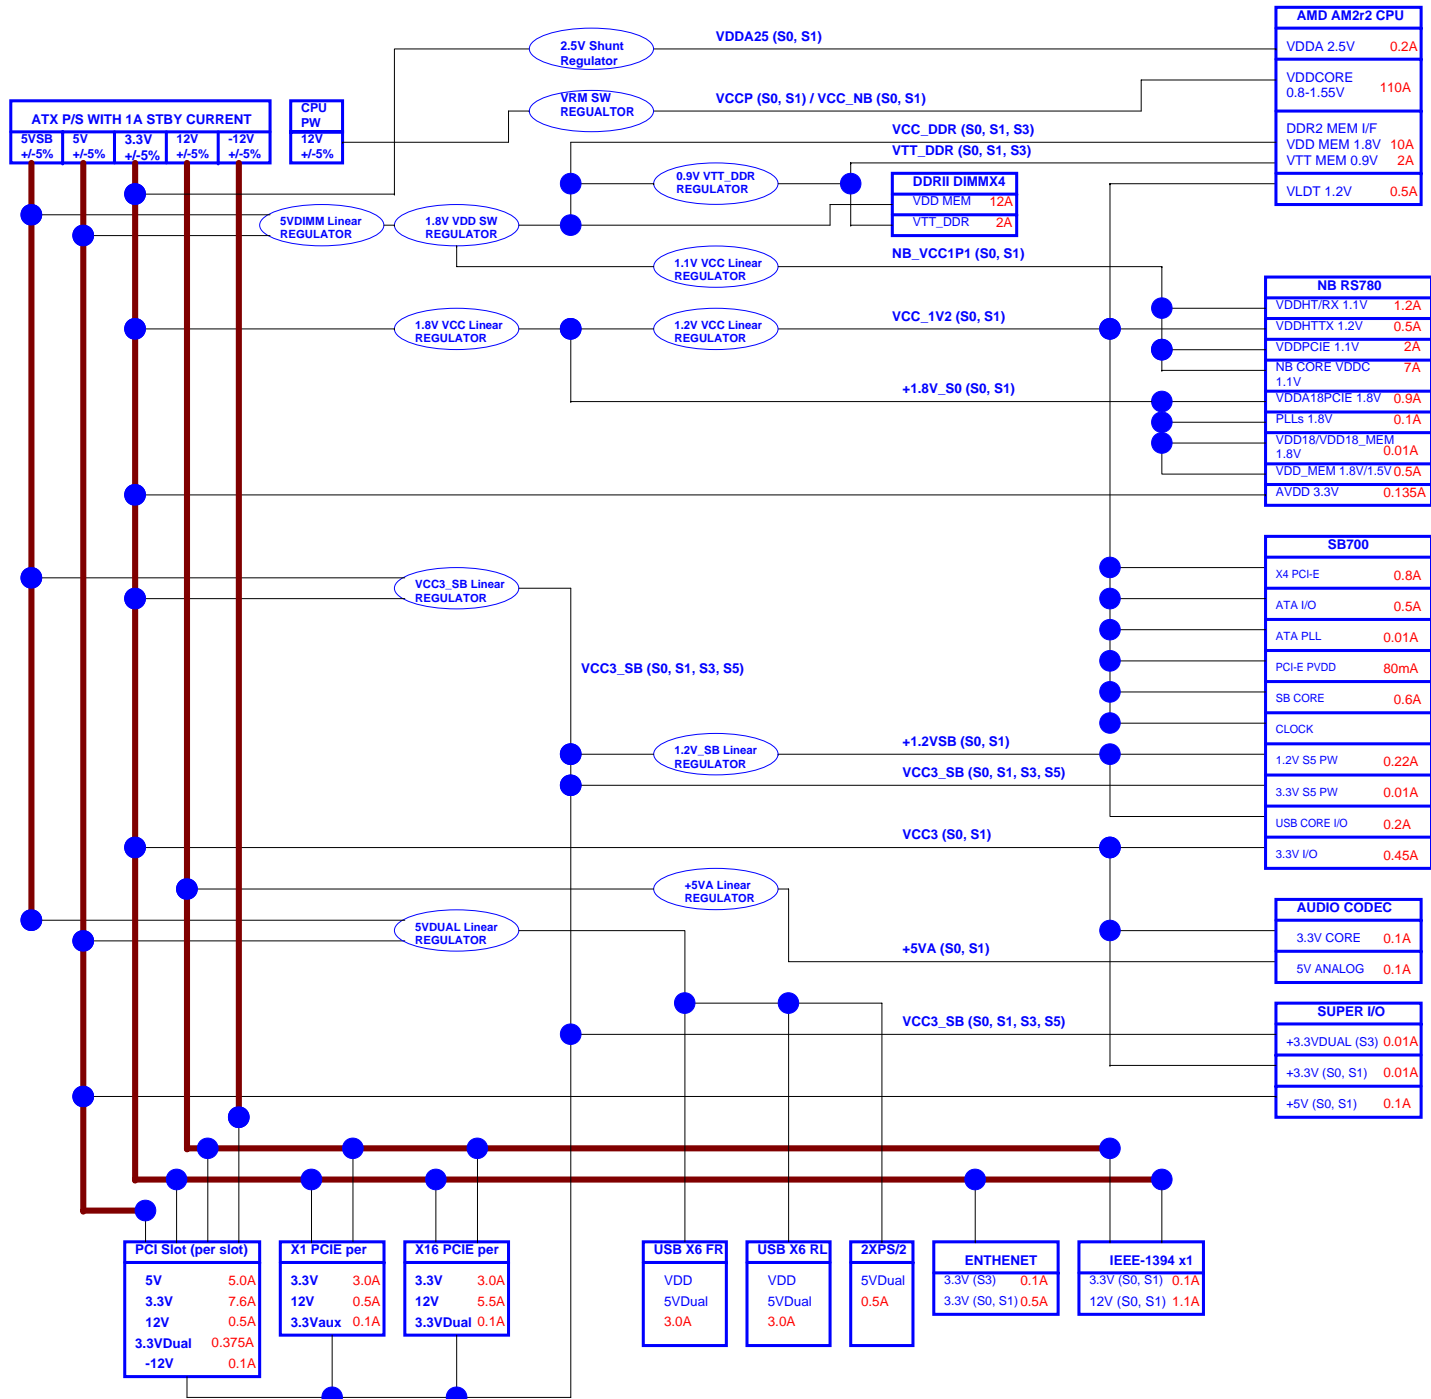 AMD AM2r2 CPU
VDDA 2.5V 0.2A
VDDCORE
0.8-1.55V 110A
DDR2 MEM I/F
VDD MEM 1.8V 10A
VTT MEM 0.9V 2A
VLDT 1.2V 0.5A
2.5V Shunt
Regulator
VDDA25 (S0, S1)
VRM SW
REGUALTOR
VCCP (S0, S1) / VCC_NB (S0, S1)
ATX P/S WITH 1A STBY CURRENT
5VSB
+/-5%
5V
+/-5%
3.3V
+/-5%
12V
+/-5%
-12V
+/-5%
CPU
PW
12V
+/-5%
VCC_DDR (S0, S1, S3)
VTT_DDR (S0, S1, S3)
0.9V VTT_DDR
REGULATOR
DDRII DIMMX4
VDD MEM 12A
VTT_DDR 2A
5VDIMM Linear
REGULATOR
1.8V VDD SW
REGULATOR
1.1V VCC Linear
REGULATOR
NB_VCC1P1 (S0, S1)
1.8V VCC Linear
REGULATOR
1.2V VCC Linear
REGULATOR
VCC_1V2 (S0, S1)
+1.8V_S0 (S0, S1)
NB RS780
VDDHT/RX 1.1V 1.2A
VDDHTTX 1.2V 0.5A
VDDPCIE 1.1V 2A
NB CORE VDDC 7A
1.1V
VDDA18PCIE 1.8V 0.9A
PLLs 1.8V 0.1A
VDD18/VDD18_MEM
1.8V 0.01A
VDD_MEM 1.8V/1.5V 0.5A
AVDD 3.3V 0.135A
VCC3_SB Linear
REGULATOR
VCC3_SB (S0, S1, S3, S5)
SB700
X4 PCI-E 0.8A
ATA I/O 0.5A
ATA PLL 0.01A
PCI-E PVDD 80mA
SB CORE 0.6A
CLOCK
1.2V S5 PW 0.22A
3.3V S5 PW 0.01A
USB CORE I/O 0.2A
3.3V I/O 0.45A
1.2V_SB Linear
REGULATOR
+1.2VSB (S0, S1)
VCC3_SB (S0, S1, S3, S5)
VCC3 (S0, S1)
+5VA Linear
REGULATOR
5VDUAL Linear
REGULATOR
+5VA (S0, S1)
AUDIO CODEC
3.3V CORE 0.1A
5V ANALOG 0.1A
VCC3_SB (S0, S1, S3, S5)
SUPER I/O
+3.3VDUAL (S3) 0.01A
+3.3V (S0, S1) 0.01A
+5V (S0, S1) 0.1A
PCI Slot (per slot)
5V 5.0A
3.3V 7.6A
12V 0.5A
3.3VDual 0.375A
-12V 0.1A
X1 PCIE per
3.3V 3.0A
12V 0.5A
3.3Vaux 0.1A
X16 PCIE per
3.3V 3.0A
12V 5.5A
3.3VDual 0.1A
USB X6 FR
VDD
5VDual
3.0A
USB X6 RL
VDD
5VDual
3.0A
2XPS/2
5VDual
0.5A
ENTHENET
3.3V (S3) 0.1A
3.3V (S0, S1) 0.5A
IEEE-1394 x1
3.3V (S0, S1) 0.1A
12V (S0, S1) 1.1A